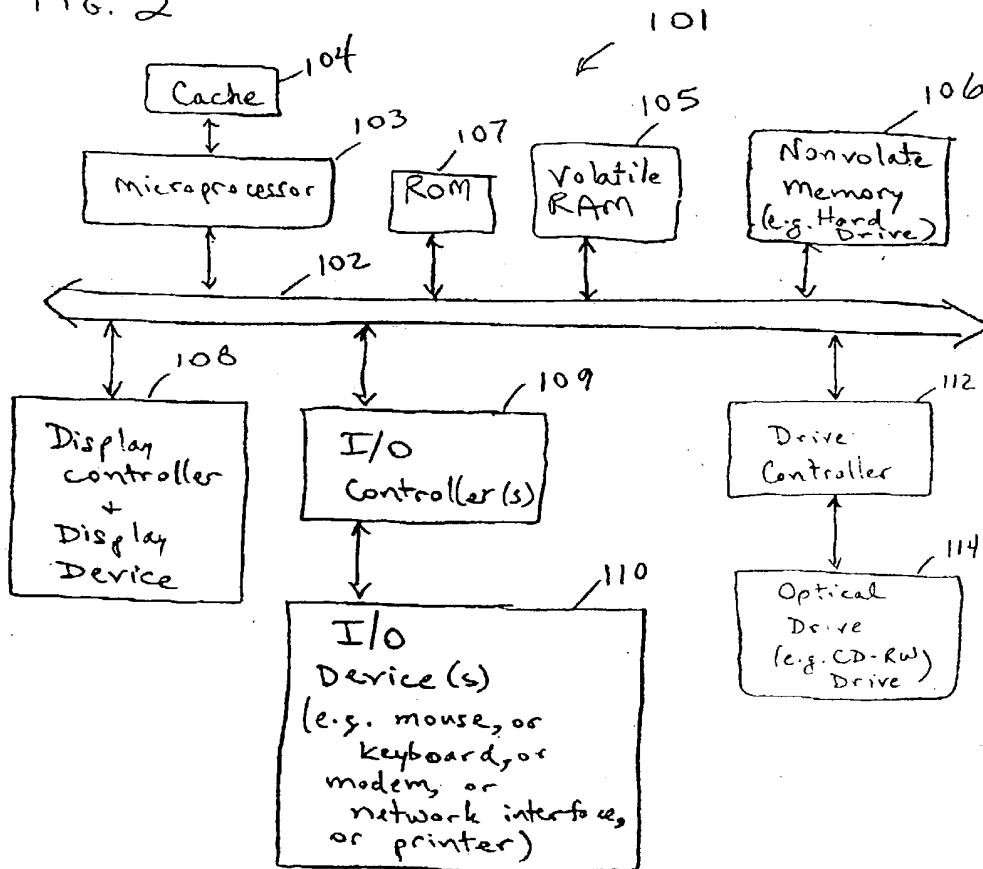 FIG. 2
101
104
Cache
103
Microprocessor
107
ROM
105
Volatile
RAM
106
Nonvolate
Memory
(e.g. Hard
Drive)
102
108
Display
controller
+
Display
Device
109
I/O
Controller(s)
112
Drive
Controller
110
I/O
Device(s)
(e.g. mouse, or
keyboard, or
modem, or
network interface,
or printer)
114
Optical
Drive
(e.g. CD-RW)
Drive